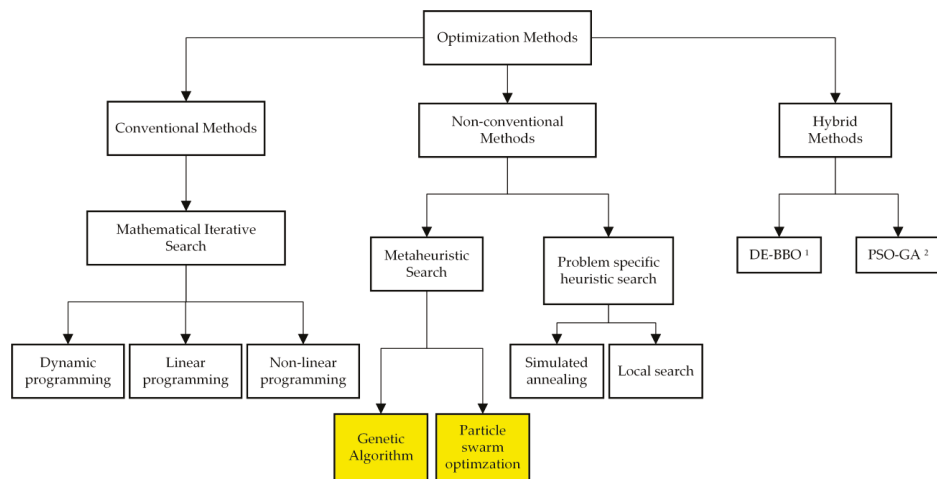 Optimization Methods
Conventional Methods
Non-conventional
Methods
Hybrid
Methods
Mathematical Iterative
Search
Metaheuristic
Search
Problem specific
heuristic search
DE-BBO ¹
PSO-GA ²
Dynamic
programming
Linear
programming
Non-linear
programming
Simulated
annealing
Local search
Genetic
Algorithm
Particle
swarm
optimzation